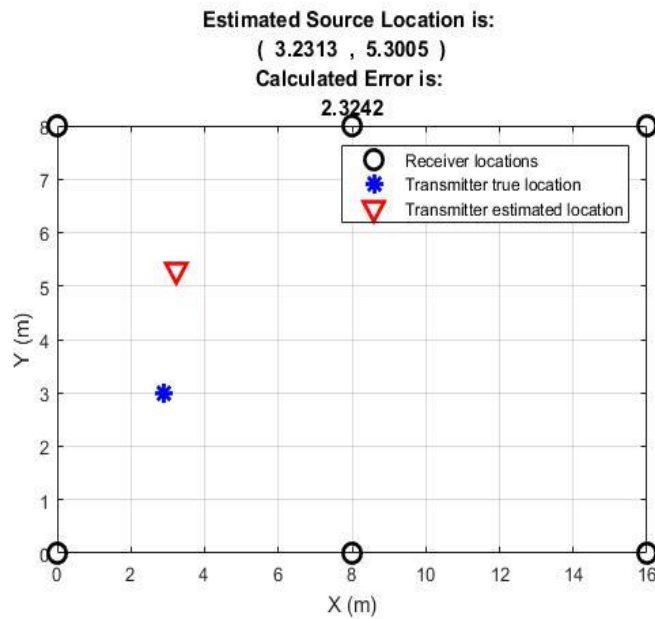 Estimated Source Location is:
( 3.2313 , 5.3005 )
Calculated Error is:
2.3242
8
7
6
5
4
3
2
1
0
Y (m)
Receiver locations
Transmitter true location
Transmitter estimated location
0 2 4 6 8 10 12 14 16
X (m)